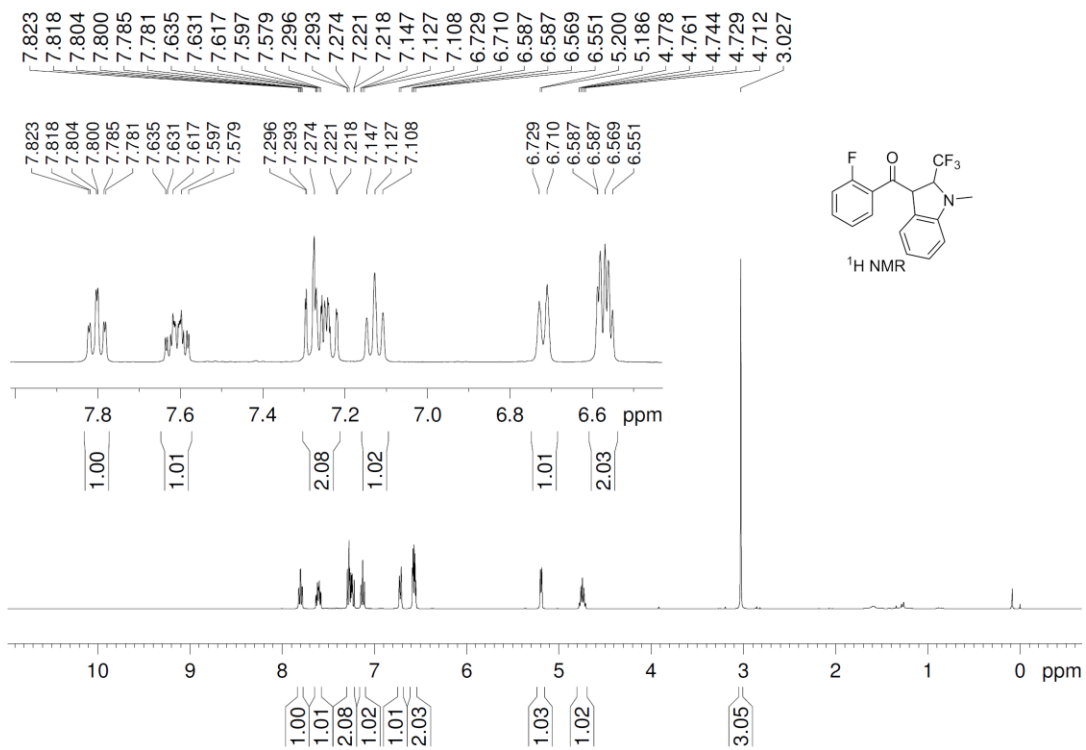 7.823 7.818 7.804 7.800 7.785 7.781 7.635 7.631 7.617 7.597 7.579 7.296 7.293 7.274 7.221 7.218 7.147 7.127 7.108 6.729 6.710 6.587 6.587 6.569 6.551 5.200 5.186 4.778 4.761 4.744 4.729 4.712 3.027
7.823 7.818 7.804 7.800 7.785 7.781 7.635 7.631 7.617 7.597 7.579 7.296 7.293 7.274 7.221 7.218 7.147 7.127 7.108 6.729 6.710 6.587 6.587 6.569 6.551
F O CF3
N
¹H NMR
7.8 7.6 7.4 7.2 7.0 6.8 6.6 ppm
1.00 1.01 2.08 1.02 1.01 2.03
10 9 8 7 6 5 4 3 2 1 0 ppm
1.00 1.01 2.08 1.02 1.01 2.03 1.03 1.02 3.05